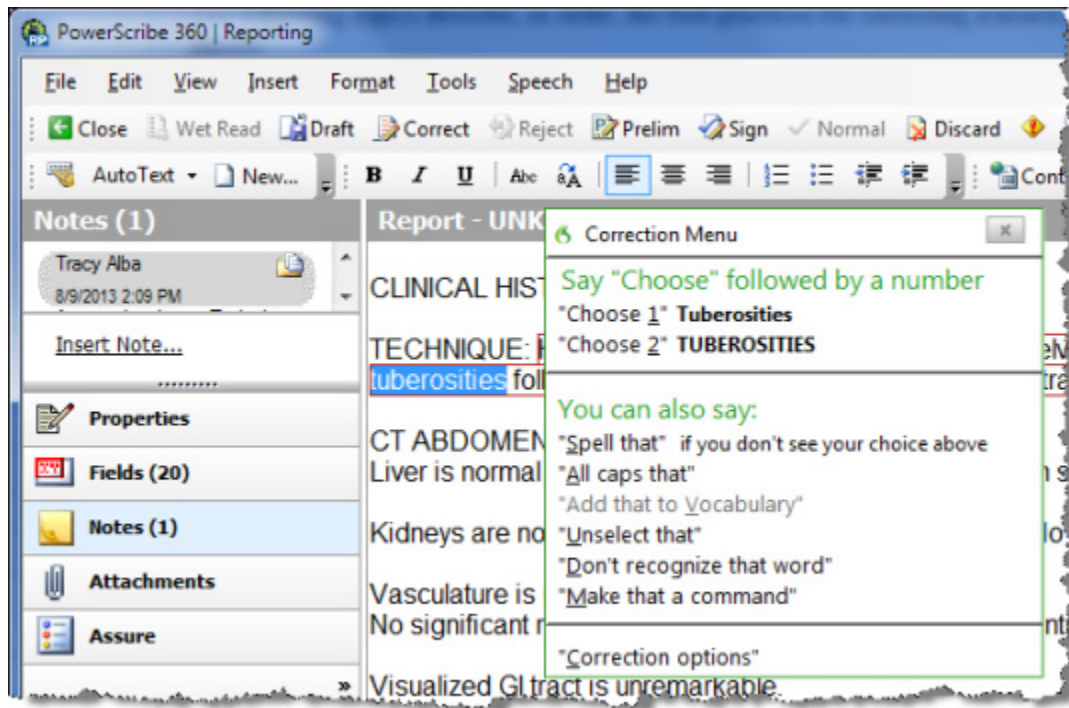 PowerScribe 360 | Reporting
File Edit View Insert Format Tools Speech Help
Close Wet Read Draft Correct Reject Prelim Sign Normal Discard
AutoText New... B I U Abc Cont
Notes (1)
Tracy Alba
8/9/2013 2:09 PM
Insert Note...
Properties
Fields (20)
Notes (1)
Attachments
Assure
»
Report - UNK
CLINICAL HIST
TECHNIQUE:
tuberosities foll
CT ABDOMEN
Liver is normal
Kidneys are no
Vasculature is
No significant
Visualized GI tract is unremarkable.
Correction Menu
Say "Choose" followed by a number
"Choose 1" Tuberosities
"Choose 2" TUBEROSITIES
You can also say:
"Spell that" if you don't see your choice above
"All caps that"
"Add that to Vocabulary"
"Unselect that"
"Don't recognize that word"
"Make that a command"
"Correction options"